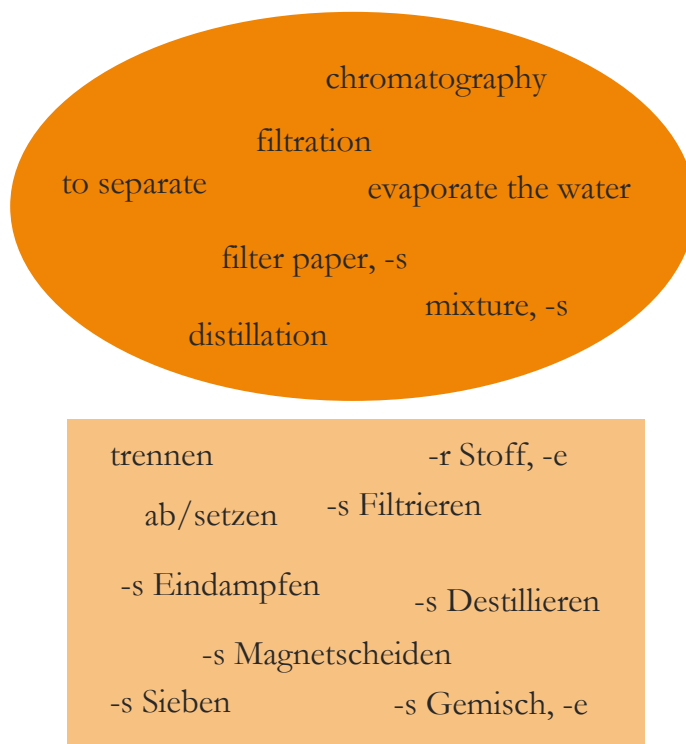 chromatography
filtration
to separate
evaporate the water
filter paper, -s
mixture, -s
distillation
trennen
-r Stoff, -e
ab/setzen
-s Filtrieren
-s Eindampfen
-s Destillieren
-s Magnetscheiden
-s Sieben
-s Gemisch, -e